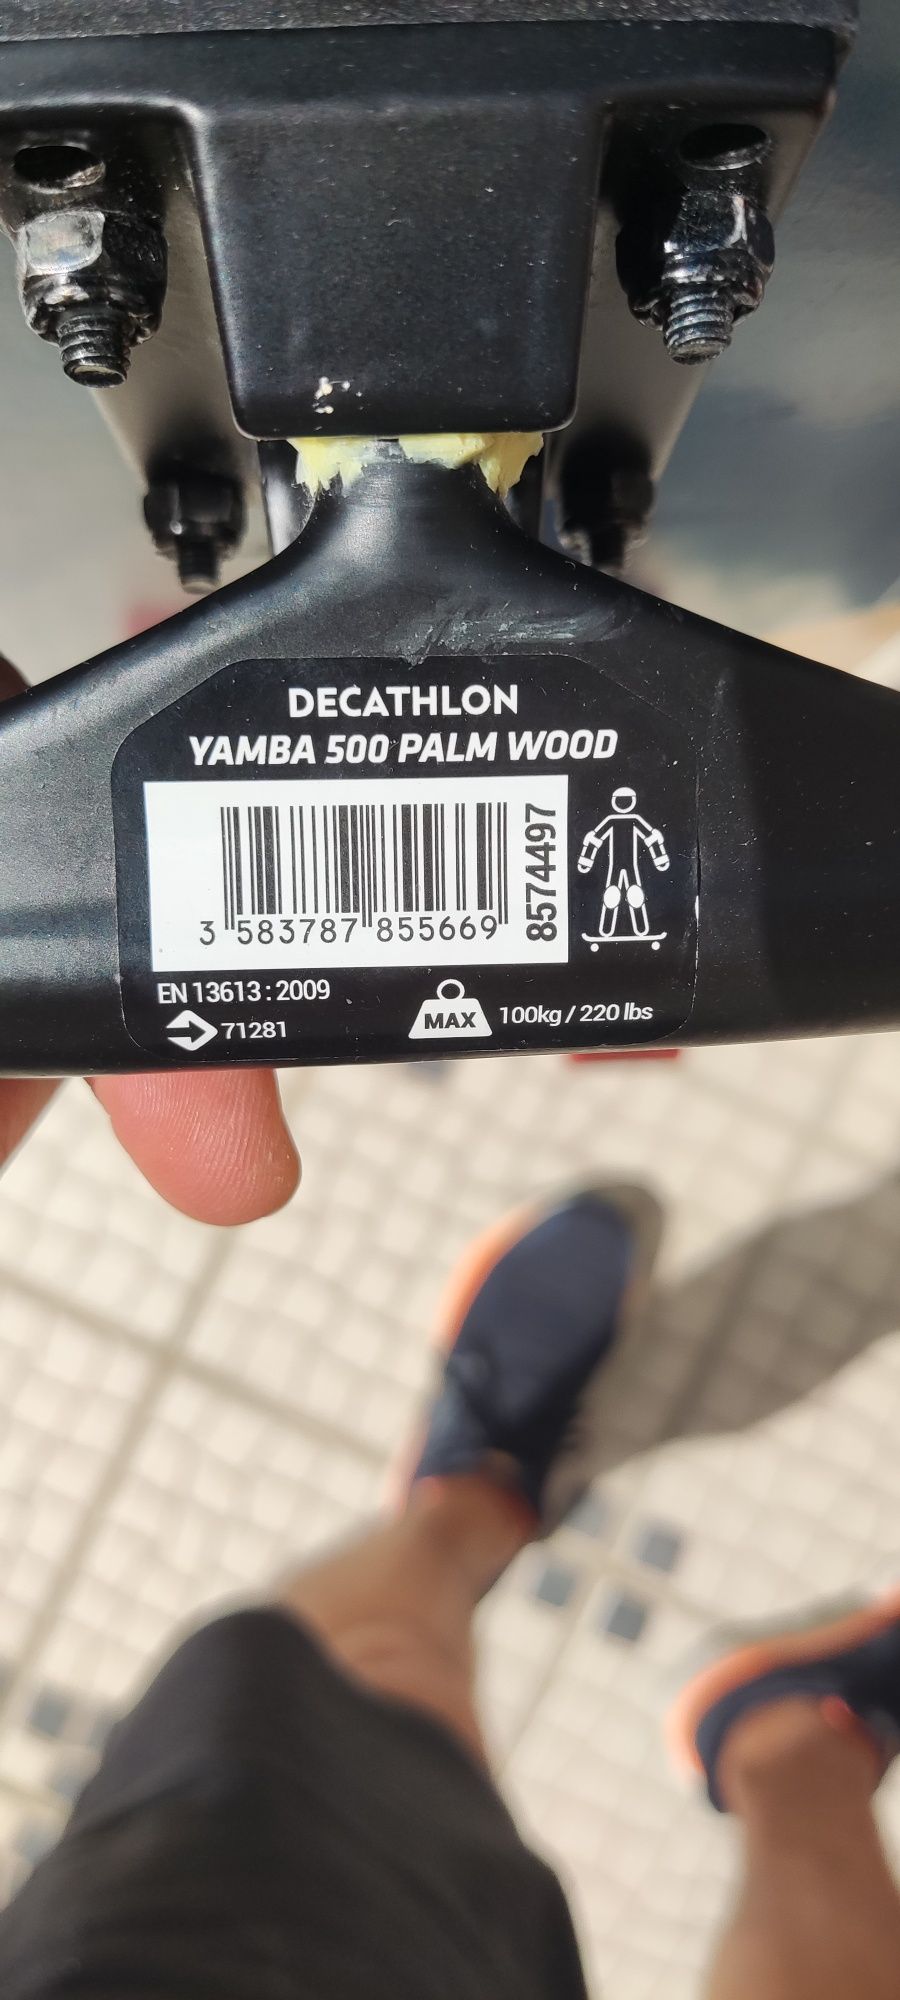 DECATHLON
YAMBA 500 PALM WOOD
3 583787 855669
8574497
EN 13613 : 2009
71281
MAX 100kg / 220 lbs